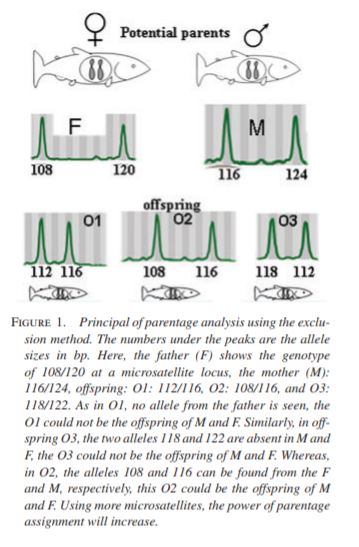 ♀ Potential parents ♂
F
M
108 120
116 124
offspring
O1
O2
O3
112 116
108 116
118 112
FIGURE 1. Principal of parentage analysis using the exclu-
sion method. The numbers under the peaks are the allele
sizes in bp. Here, the father (F) shows the genotype
of 108/120 at a microsatellite locus, the mother (M):
116/124, offspring: O1: 112/116, O2: 108/116, and O3:
118/122. As in O1, no allele from the father is seen, the
O1 could not be the offspring of M and F. Similarly, in off-
spring O3, the two alleles 118 and 122 are absent in M and
F, the O3 could not be the offspring of M and F. Whereas,
in O2, the alleles 108 and 116 can be found from the F
and M, respectively, this O2 could be the offspring of M
and F. Using more microsatellites, the power of parentage
assignment will increase.